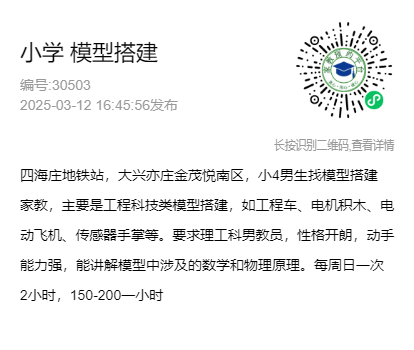 小学 模型搭建
编号:30503
2025-03-12 16:45:56发布
长按识别二维码,查看详情
四海庄地铁站，大兴亦庄金茂悦南区，小4男生找模型搭建
家教，主要是工程科技类模型搭建，如工程车、电机积木、电
动飞机、传感器手掌等。要求理工科男教员，性格开朗，动手
能力强，能讲解模型中涉及的数学和物理原理。每周日一次
2小时，150-200一小时